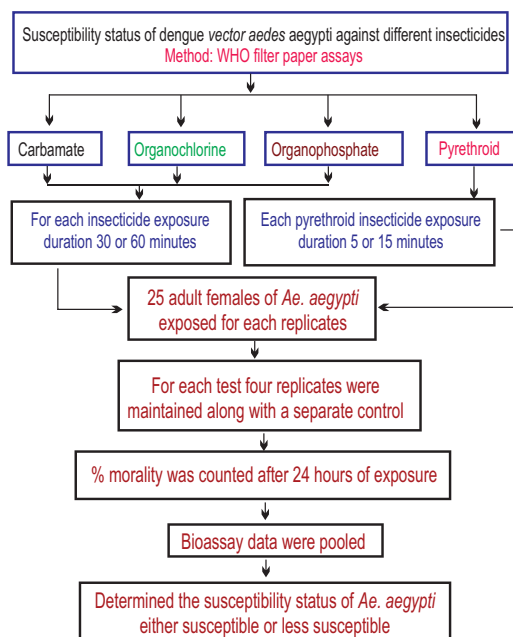 Susceptibility status of dengue vector aedes aegypti against different insecticides
Method: WHO filter paper assays
Carbamate
Organochlorine
Organophosphate
Pyrethroid
For each insecticide exposure
duration 30 or 60 minutes
Each pyrethroid insecticide exposure
duration 5 or 15 minutes
25 adult females of Ae. aegypti
exposed for each replicates
For each test four replicates were
maintained along with a separate control
% morality was counted after 24 hours of exposure
Bioassay data were pooled
Determined the susceptibility status of Ae. aegypti
either susceptible or less susceptible